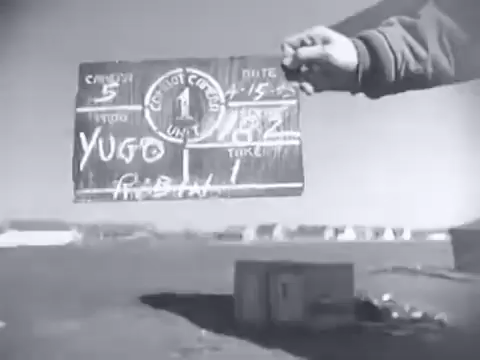 CAMERA
DATE
5
4-15-45
COMBAT CAMERA
1
UNIT
YUGO
TAKE
1